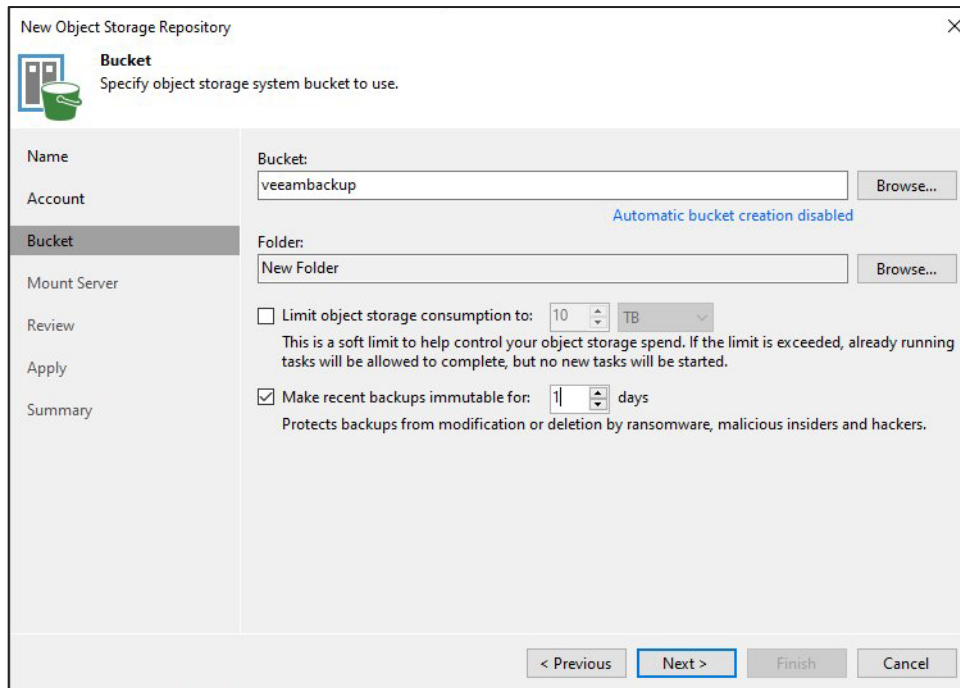 New Object Storage Repository
Bucket
Specify object storage system bucket to use.
Name
Account
Bucket
Mount Server
Review
Apply
Summary
Bucket:
veeambackup
Browse...
Automatic bucket creation disabled
Folder:
New Folder
Browse...
Limit object storage consumption to: 10 TB
This is a soft limit to help control your object storage spend. If the limit is exceeded, already running
tasks will be allowed to complete, but no new tasks will be started.
Make recent backups immutable for: 1 days
Protects backups from modification or deletion by ransomware, malicious insiders and hackers.
< Previous Next > Finish Cancel